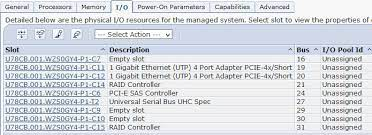 General Processors Memory I/O Power-On Parameters Capabilities Advanced
Detailed below are the physical I/O resources for the managed system. Select slot to view the properties of
--- Select Action ---
Slot Description Bus I/O Pool Id
U78CB.001.WZS0GY4-P1-C7 Empty slot 16 Unassigned
U78CB.001.WZS0GY4-P1-C11 1 Gigabit Ethernet (UTP) 4 Port Adapter PCIE-4x/Short 19 Unassigned
U78CB.001.WZS0GY4-P1-C12 1 Gigabit Ethernet (UTP) 4 Port Adapter PCIE-4x/Short 20 Unassigned
U78CB.001.WZS0GY4-P1-C14 RAID Controller 21 Unassigned
U78CB.001.WZS0GY4-P1-C6 PCI-E SAS Controller 24 Unassigned
U78CB.001.WZS0GY4-P1-T2 Universal Serial Bus UHC Spec 27 Unassigned
U78CB.001.WZS0GY4-P1-C9 Empty slot 29 Unassigned
U78CB.001.WZS0GY4-P1-C10 Empty slot 30 Unassigned
U78CB.001.WZS0GY4-P1-C15 RAID Controller 31 Unassigned